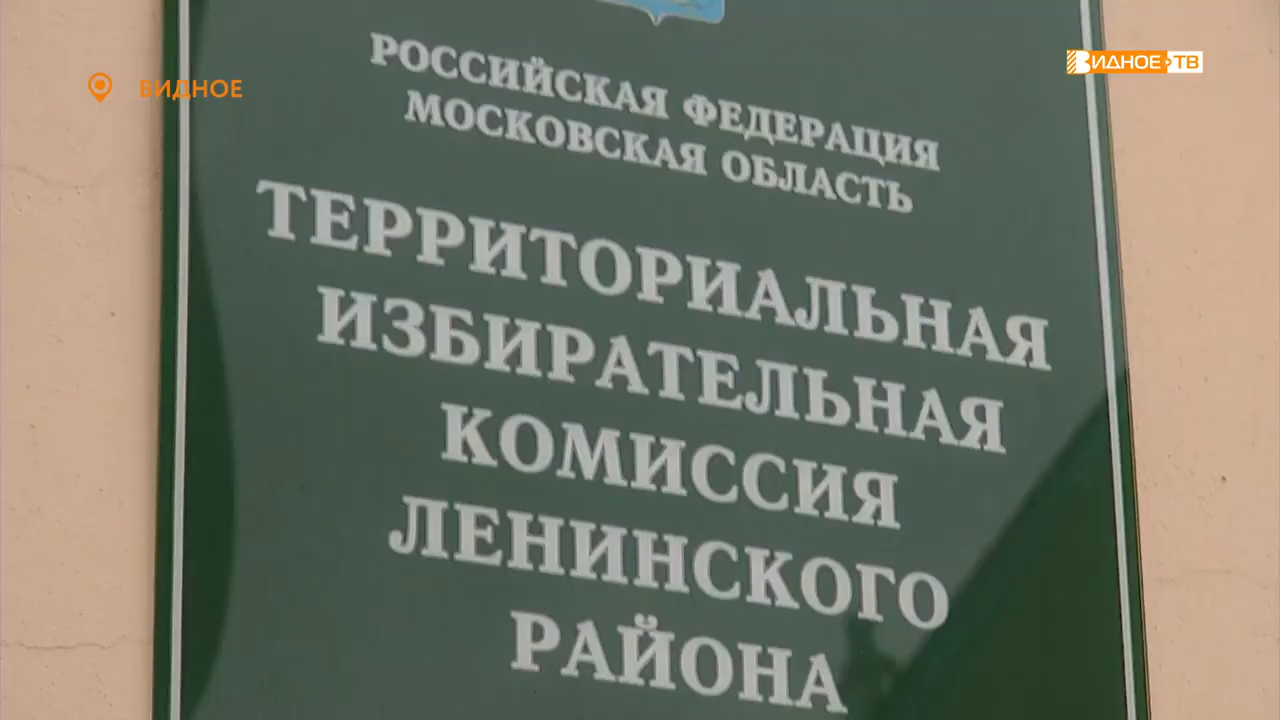 ВИДНОЕ
ВИДНОЕ ТВ
РОССИЙСКАЯ ФЕДЕРАЦИЯ
МОСКОВСКАЯ ОБЛАСТЬ
ТЕРРИТОРИАЛЬНАЯ
ИЗБИРАТЕЛЬНАЯ
КОМИССИЯ
ЛЕНИНСКОГО
РАЙОНА